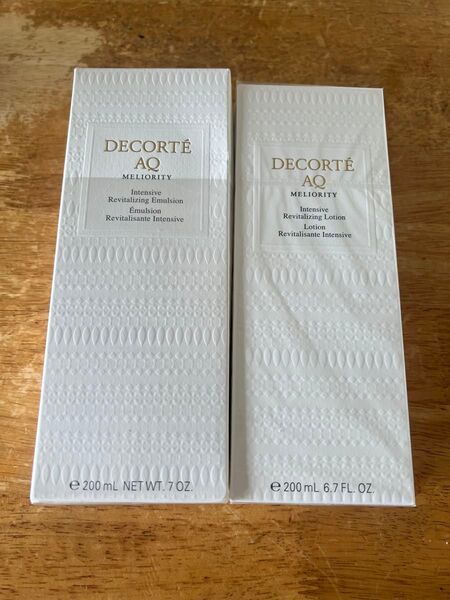 DECORTÉ
AQ
MELIORITY
Intensive
Revitalizing Emulsion
Émulsion
Revitalisante Intensive
℮ 200 mL NET WT. 7 OZ.
DECORTÉ
AQ
MELIORITY
Intensive
Revitalizing Lotion
Lotion
Revitalisante Intensive
℮ 200 mL 6.7 FL. OZ.